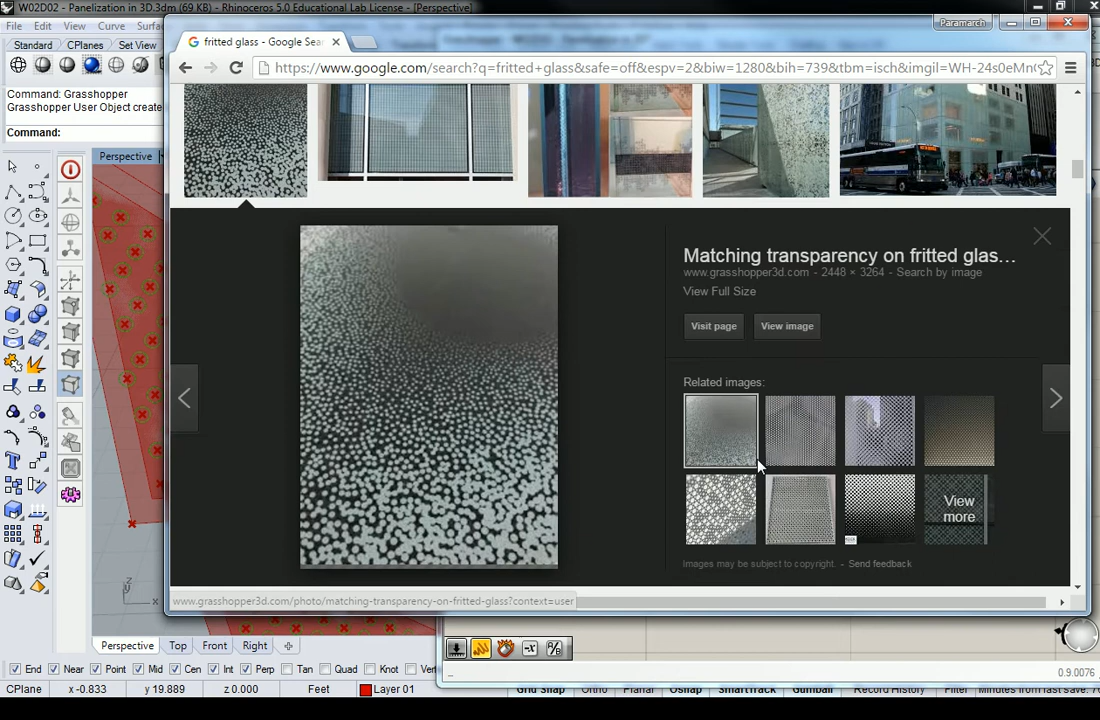 W02D02 - Panelization in 3D.3dm (69 KB) - Rhinoceros 5.0 Educational Lab License - [Perspective]
Paramarch
File Edit View Curve Surfa
Standard CPlanes Set View
fritted glass - Google Sea
https://www.google.com/search?q=fritted+glass&safe=off&espv=2&biw=1280&bih=739&tbm=isch&imgil=WH-24s0eMn
Command: Grasshopper
Grasshopper User Object create
Command:
Perspective
Matching transparency on fritted glas...
www.grasshopper3d.com - 2448 × 3264 - Search by image
View Full Size
Visit page View image
Related images:
View more
Images may be subject to copyright. - Send feedback
www.grasshopper3d.com/photo/matching-transparency-on-fritted-glass?context=user
z
x
Perspective Top Front Right
0.9.0076
End Near Point Mid Cen Int Perp Tan Quad Knot Vert
CPlane x -0.833 y 19.889 z 0.000 Feet Layer 01 Grid Snap Ortho Planar Osnap SmartTrack Gumball Record History Filter Minutes from last save: 7